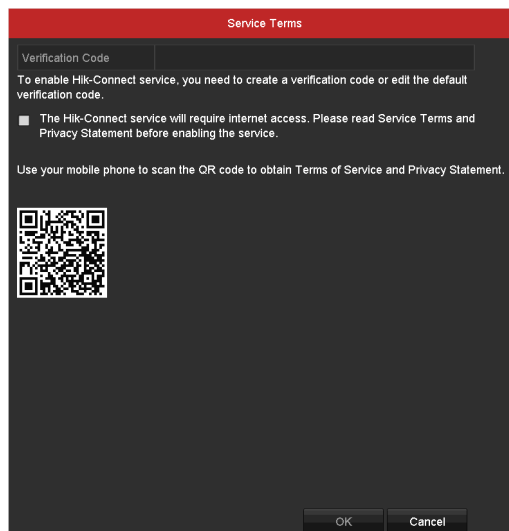 Service Terms
Verification Code
To enable Hik-Connect service, you need to create a verification code or edit the default
verification code.
The Hik-Connect service will require internet access. Please read Service Terms and
Privacy Statement before enabling the service.
Use your mobile phone to scan the QR code to obtain Terms of Service and Privacy Statement.
OK
Cancel